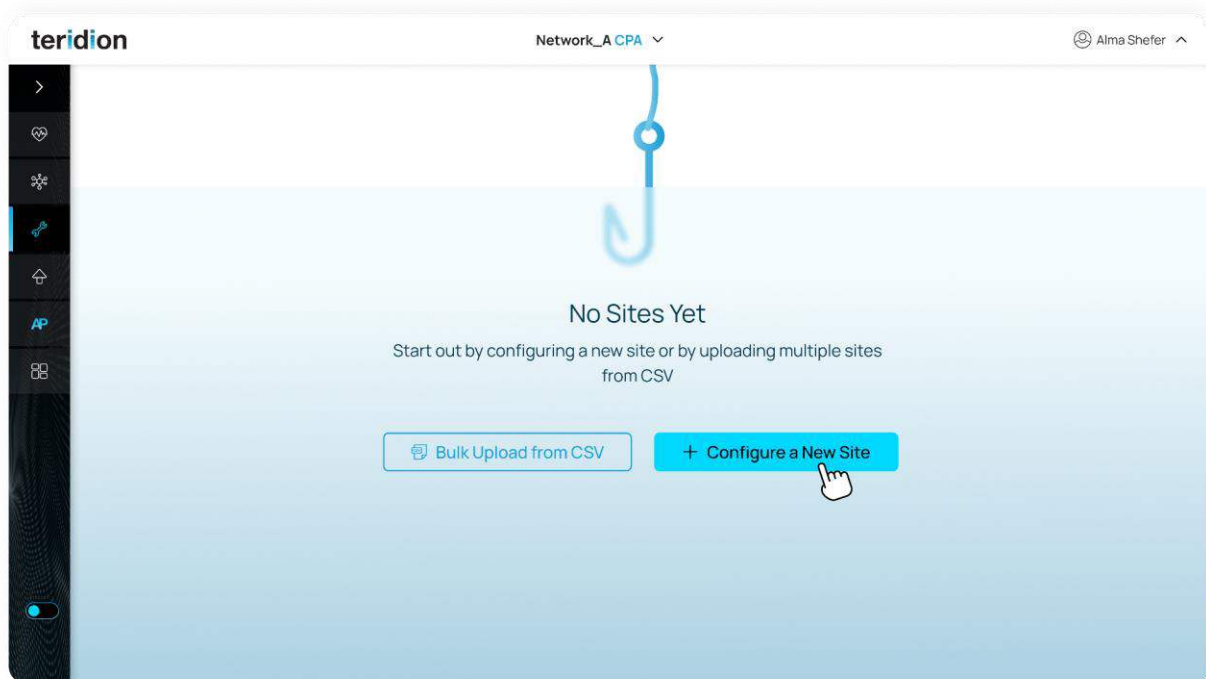 teridion
Network_A CPA
Alma Shefer
AP
No Sites Yet
Start out by configuring a new site or by uploading multiple sites
from CSV
Bulk Upload from CSV
+ Configure a New Site